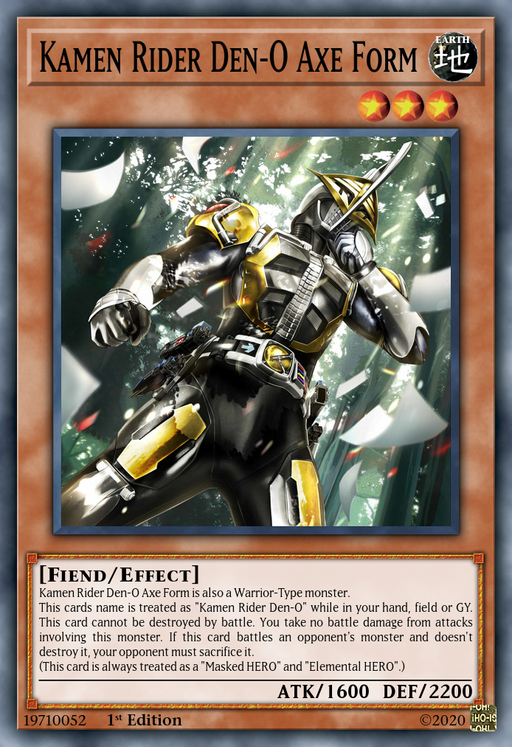 KAMEN RIDER DEN-O AXE FORM
EARTH
地
[FIEND/EFFECT]
Kamen Rider Den-O Axe Form is also a Warrior-Type monster.
This cards name is treated as "Kamen Rider Den-O" while in your hand, field or GY.
This card cannot be destroyed by battle. You take no battle damage from attacks
involving this monster. If this card battles an opponent's monster and doesn't
destroy it, your opponent must sacrifice it.
(This card is always treated as a "Masked HERO" and "Elemental HERO".)
ATK/1600 DEF/2200
19710052 1st Edition ©2020